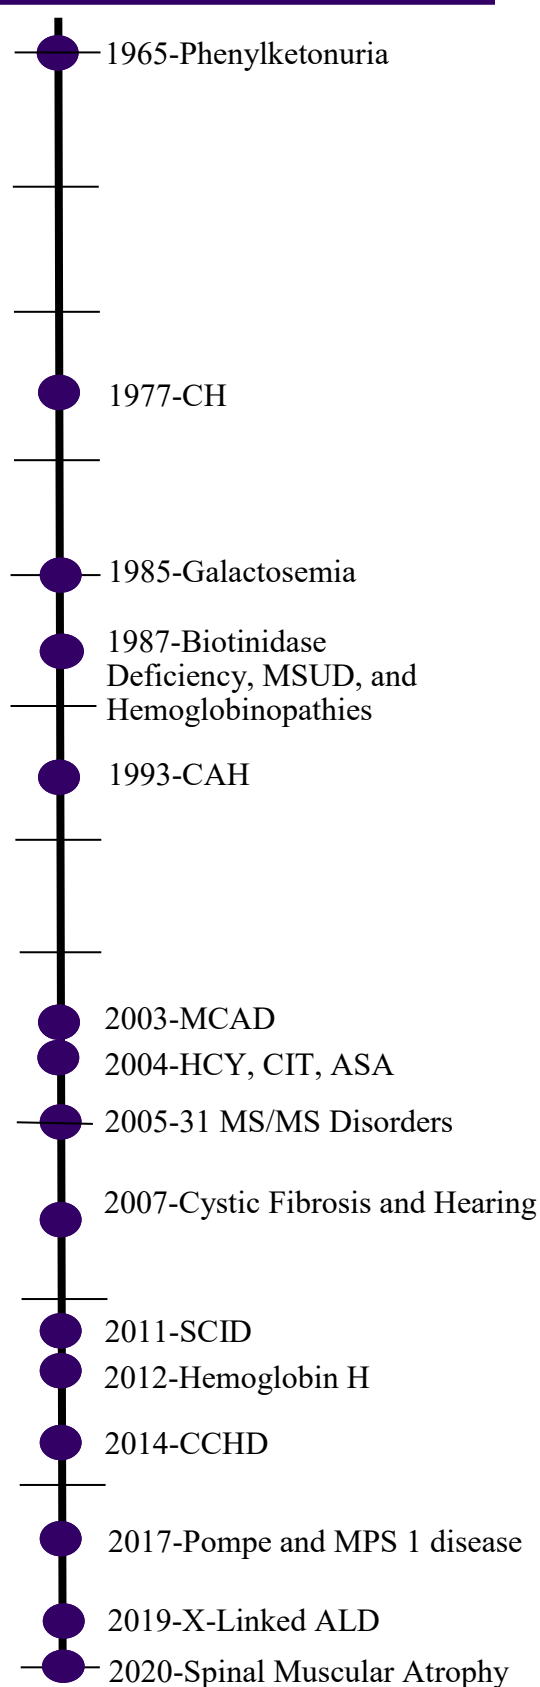 1965-Phenylketonuria
1977-CH
1985-Galactosemia
1987-Biotinidase
Deficiency, MSUD, and
Hemoglobinopathies
1993-CAH
2003-MCAD
2004-HCY, CIT, ASA
2005-31 MS/MS Disorders
2007-Cystic Fibrosis and Hearing
2011-SCID
2012-Hemoglobin H
2014-CCHD
2017-Pompe and MPS 1 disease
2019-X-Linked ALD
2020-Spinal Muscular Atrophy